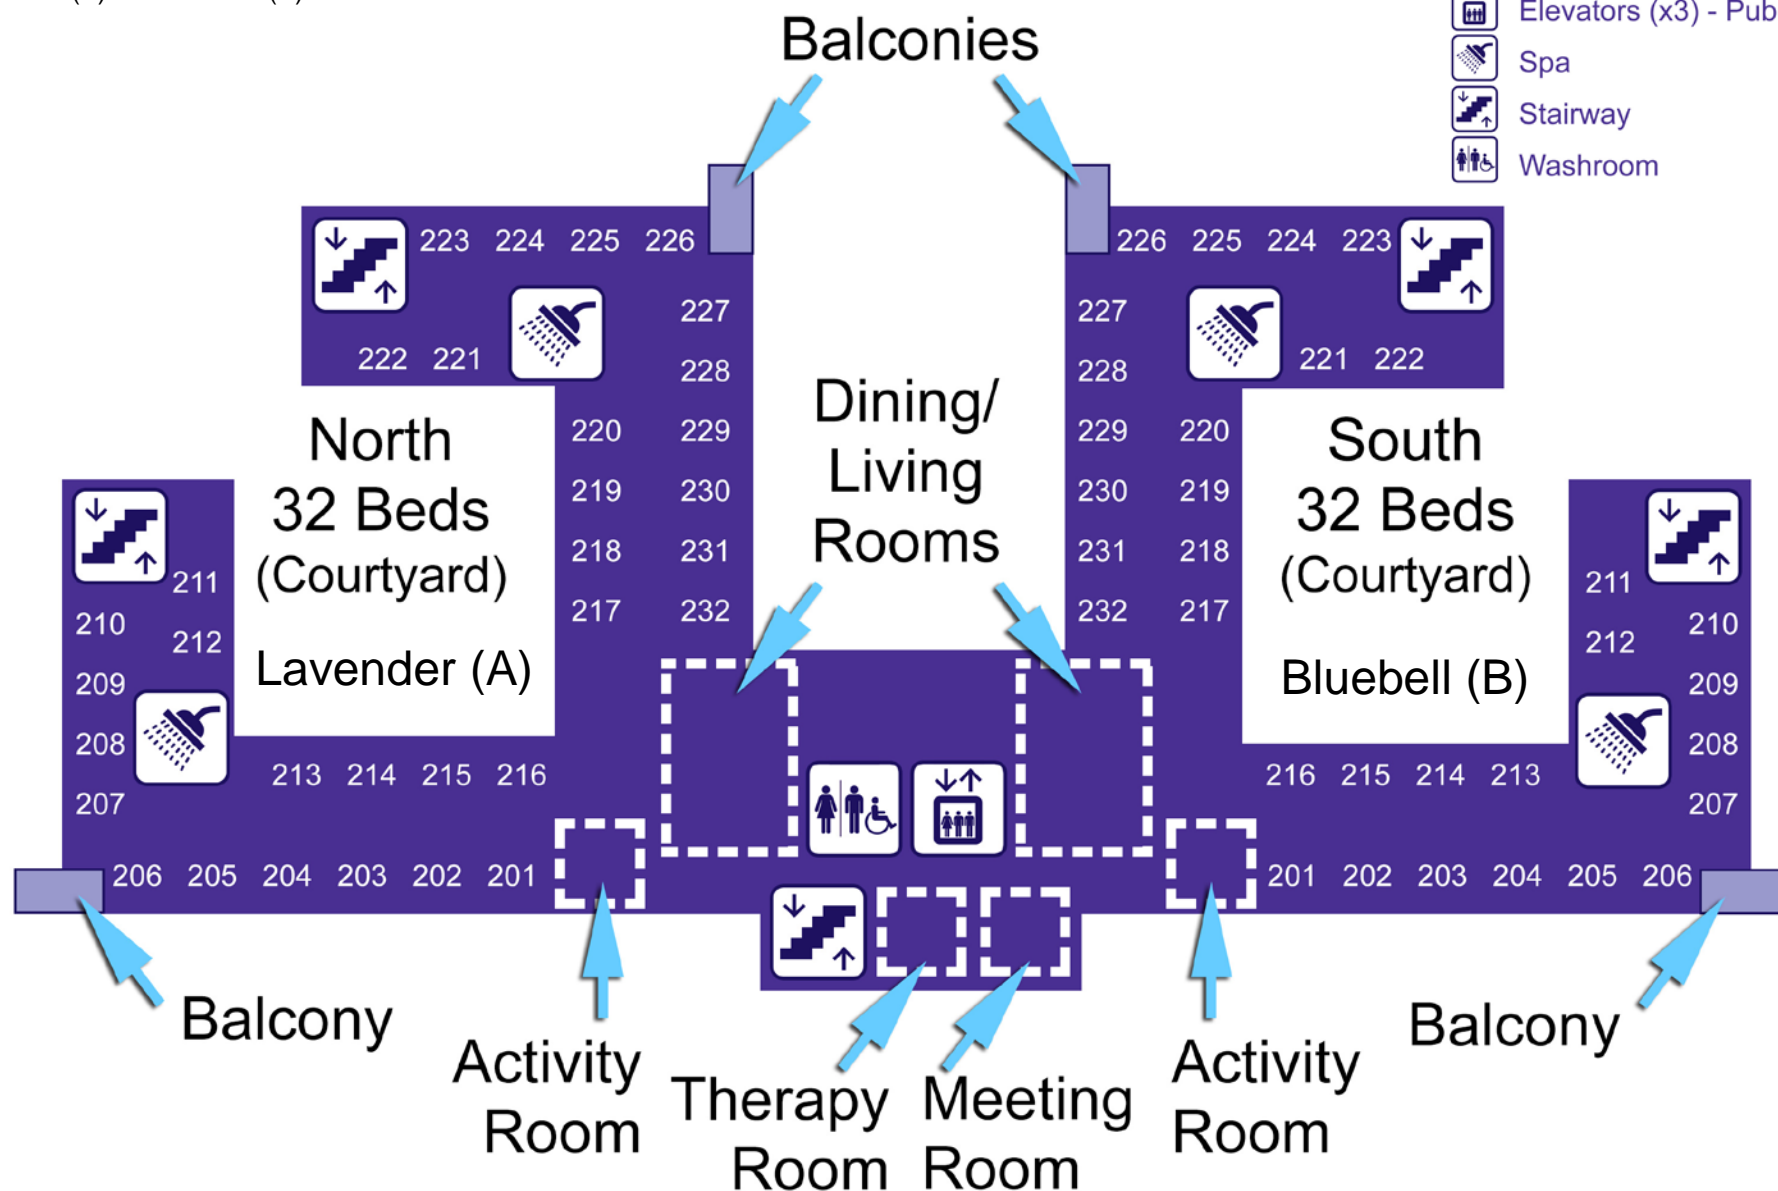 Elevators (x3) - Pub
Spa
Stairway
Washroom
Balconies
223 224 225 226
227
222 221
228
220 229
219 230
218 231
217 232
North
32 Beds
(Courtyard)
Lavender (A)
211
210
212
209
208
207
213 214 215 216
206 205 204 203 202 201
Dining/
Living
Rooms
226 225 224 223
227
228
221 222
229 220
230 219
231 218
232 217
South
32 Beds
(Courtyard)
Bluebell (B)
211
210
212
209
208
207
216 215 214 213
201 202 203 204 205 206
Balcony
Activity
Room
Therapy
Room
Meeting
Room
Activity
Room
Balcony